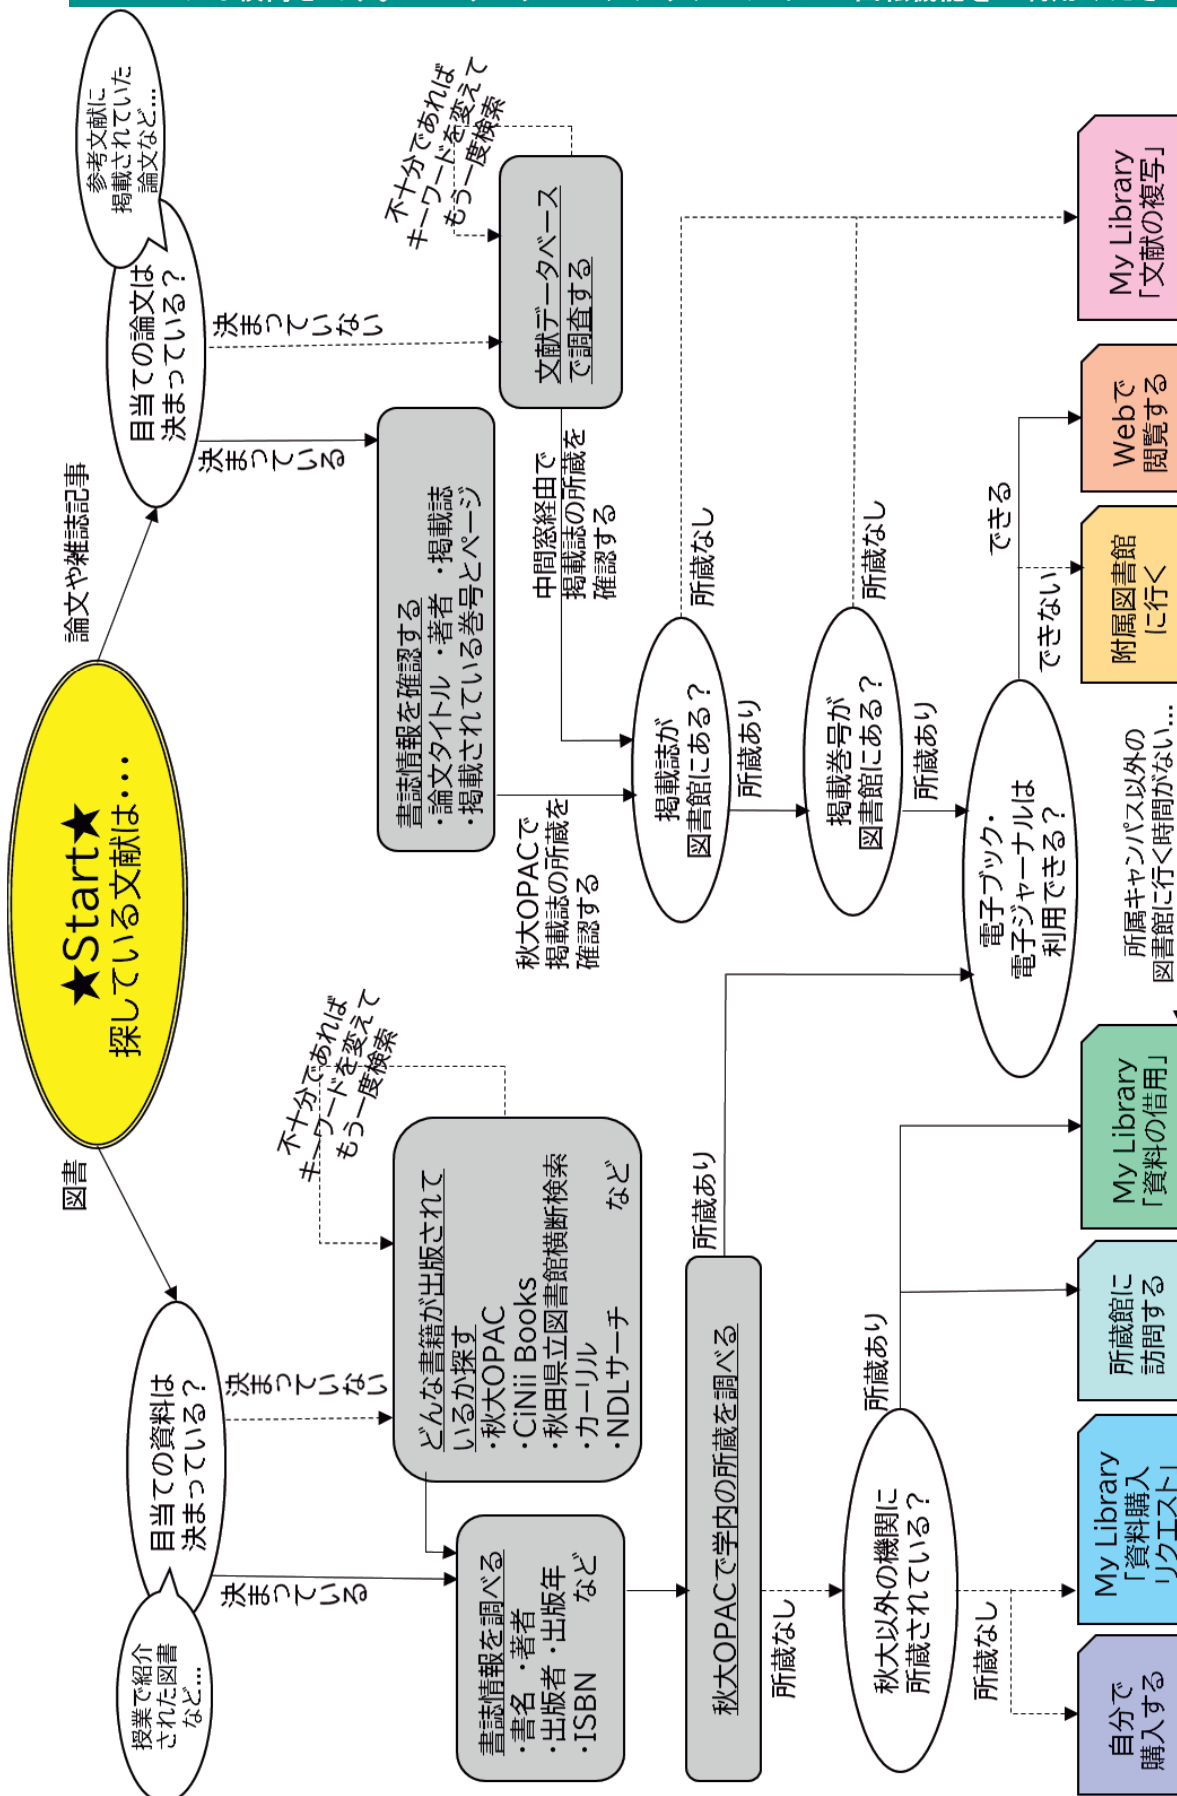 ★Start★
探している文献は…
図書
論文や雑誌記事
授業で紹介
された図書
など…
目当ての資料は
決まっている？
決まっている
決まっていない
不十分であれば
キーワードを変えて
もう一度検索
どんな書籍が出版されて
いるか探す
・秋大OPAC
・CiNii Books
・秋田県立図書館横断検索
・カーリル
・NDLサーチ　など
書誌情報を調べる
・書名　・著者
・出版者・出版年
・ISBN　など
秋大OPACで学内の所蔵を調べる
所蔵なし
所蔵あり
秋大以外の機関に
所蔵されている？
所蔵なし
所蔵あり
参考文献に
掲載されていた
論文など…
目当ての論文は
決まっている？
決まっている
決まっていない
不十分であれば
キーワードを変えて
もう一度検索
書誌情報を確認する
・論文タイトル　・著者　・掲載誌
・掲載されている巻号とページ
文献データベース
で調査する
秋大OPACで
掲載誌の所蔵を
確認する
中間窓経由で
掲載誌の所蔵を
確認する
掲載誌が
図書館にある？
所蔵あり
所蔵なし
掲載巻号が
図書館にある？
所蔵あり
所蔵なし
電子ブック・
電子ジャーナルは
利用できる？
できない
できる
自分で
購入する
My Library
「資料購入
リクエスト」
所蔵館に
訪問する
My Library
「資料の借用」
所属キャンパス以外の
図書館に行く時間がない…
附属図書館
に行く
Webで
閲覧する
My Library
「文献の複写」